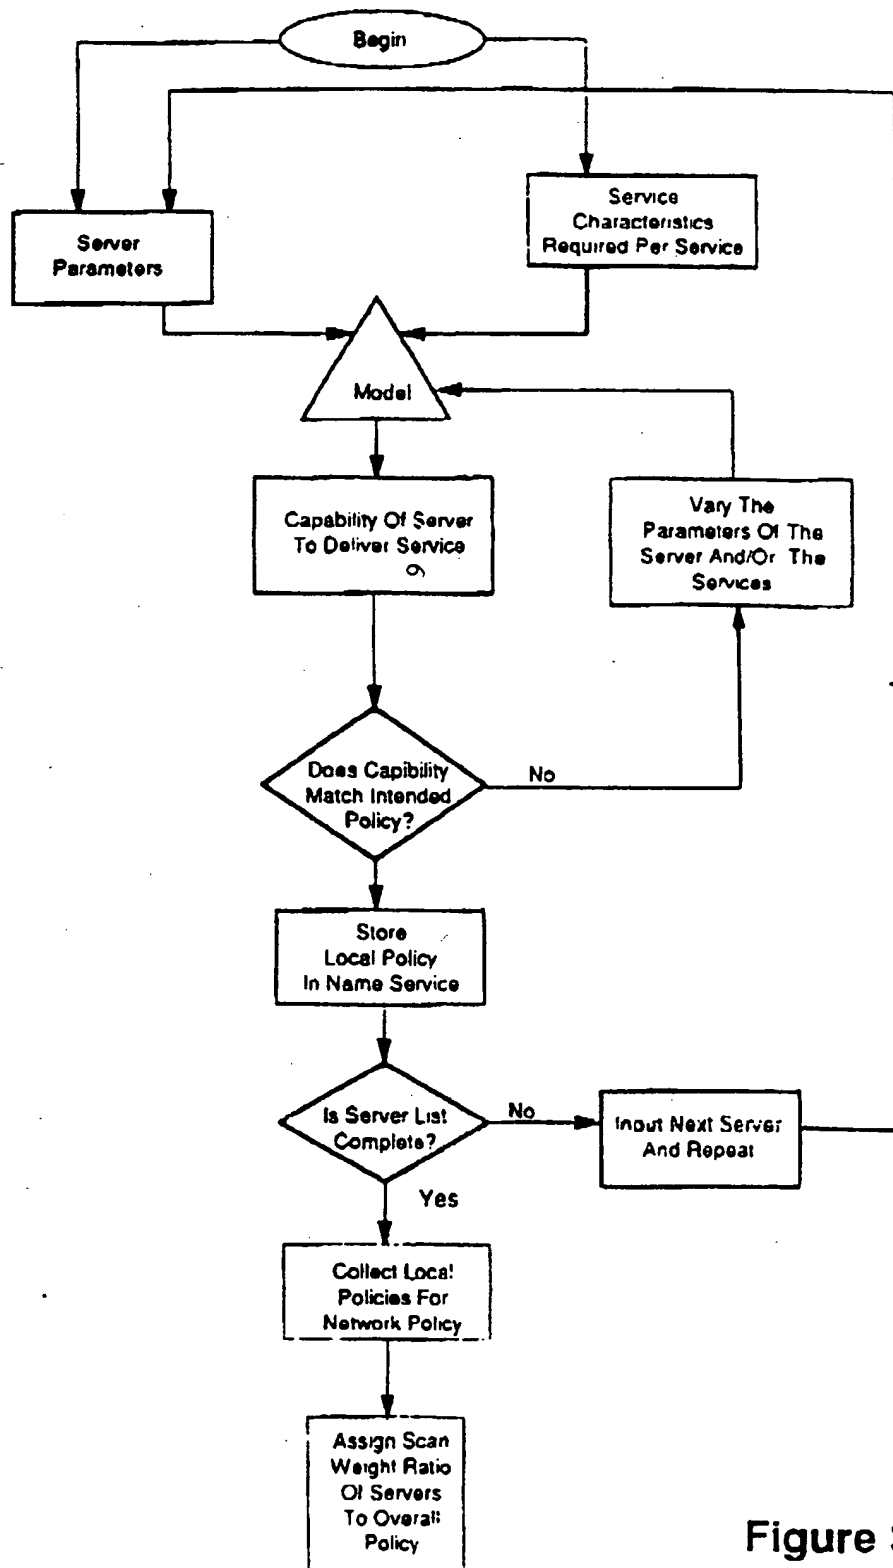 Begin
Server
Parameters
Service
Characteristics
Required Per Service
Model
Capability Of Server
To Deliver Service
Vary The
Parameters Of The
Server And/Or The
Services
Does Capibility
Match Intended
Policy?
No
Store
Local Policy
In Name Service
Is Server List
Complete?
No
Input Next Server
And Repeat
Yes
Collect Local
Policies For
Network Policy
Assign Scan
Weight Ratio
Of Servers
To Overall
Policy
Figure